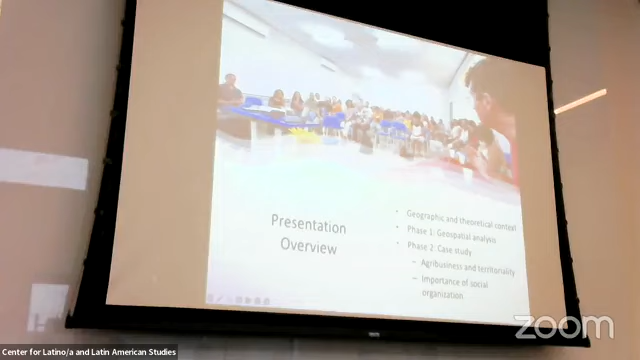 Presentation
Overview
• Geographic and theoretical context
• Phase 1: Geospatial analysis
• Phase 2: Case study
– Agribusiness and territoriality
– Importance of social
organization
zoom
Center for Latino/a and Latin American Studies